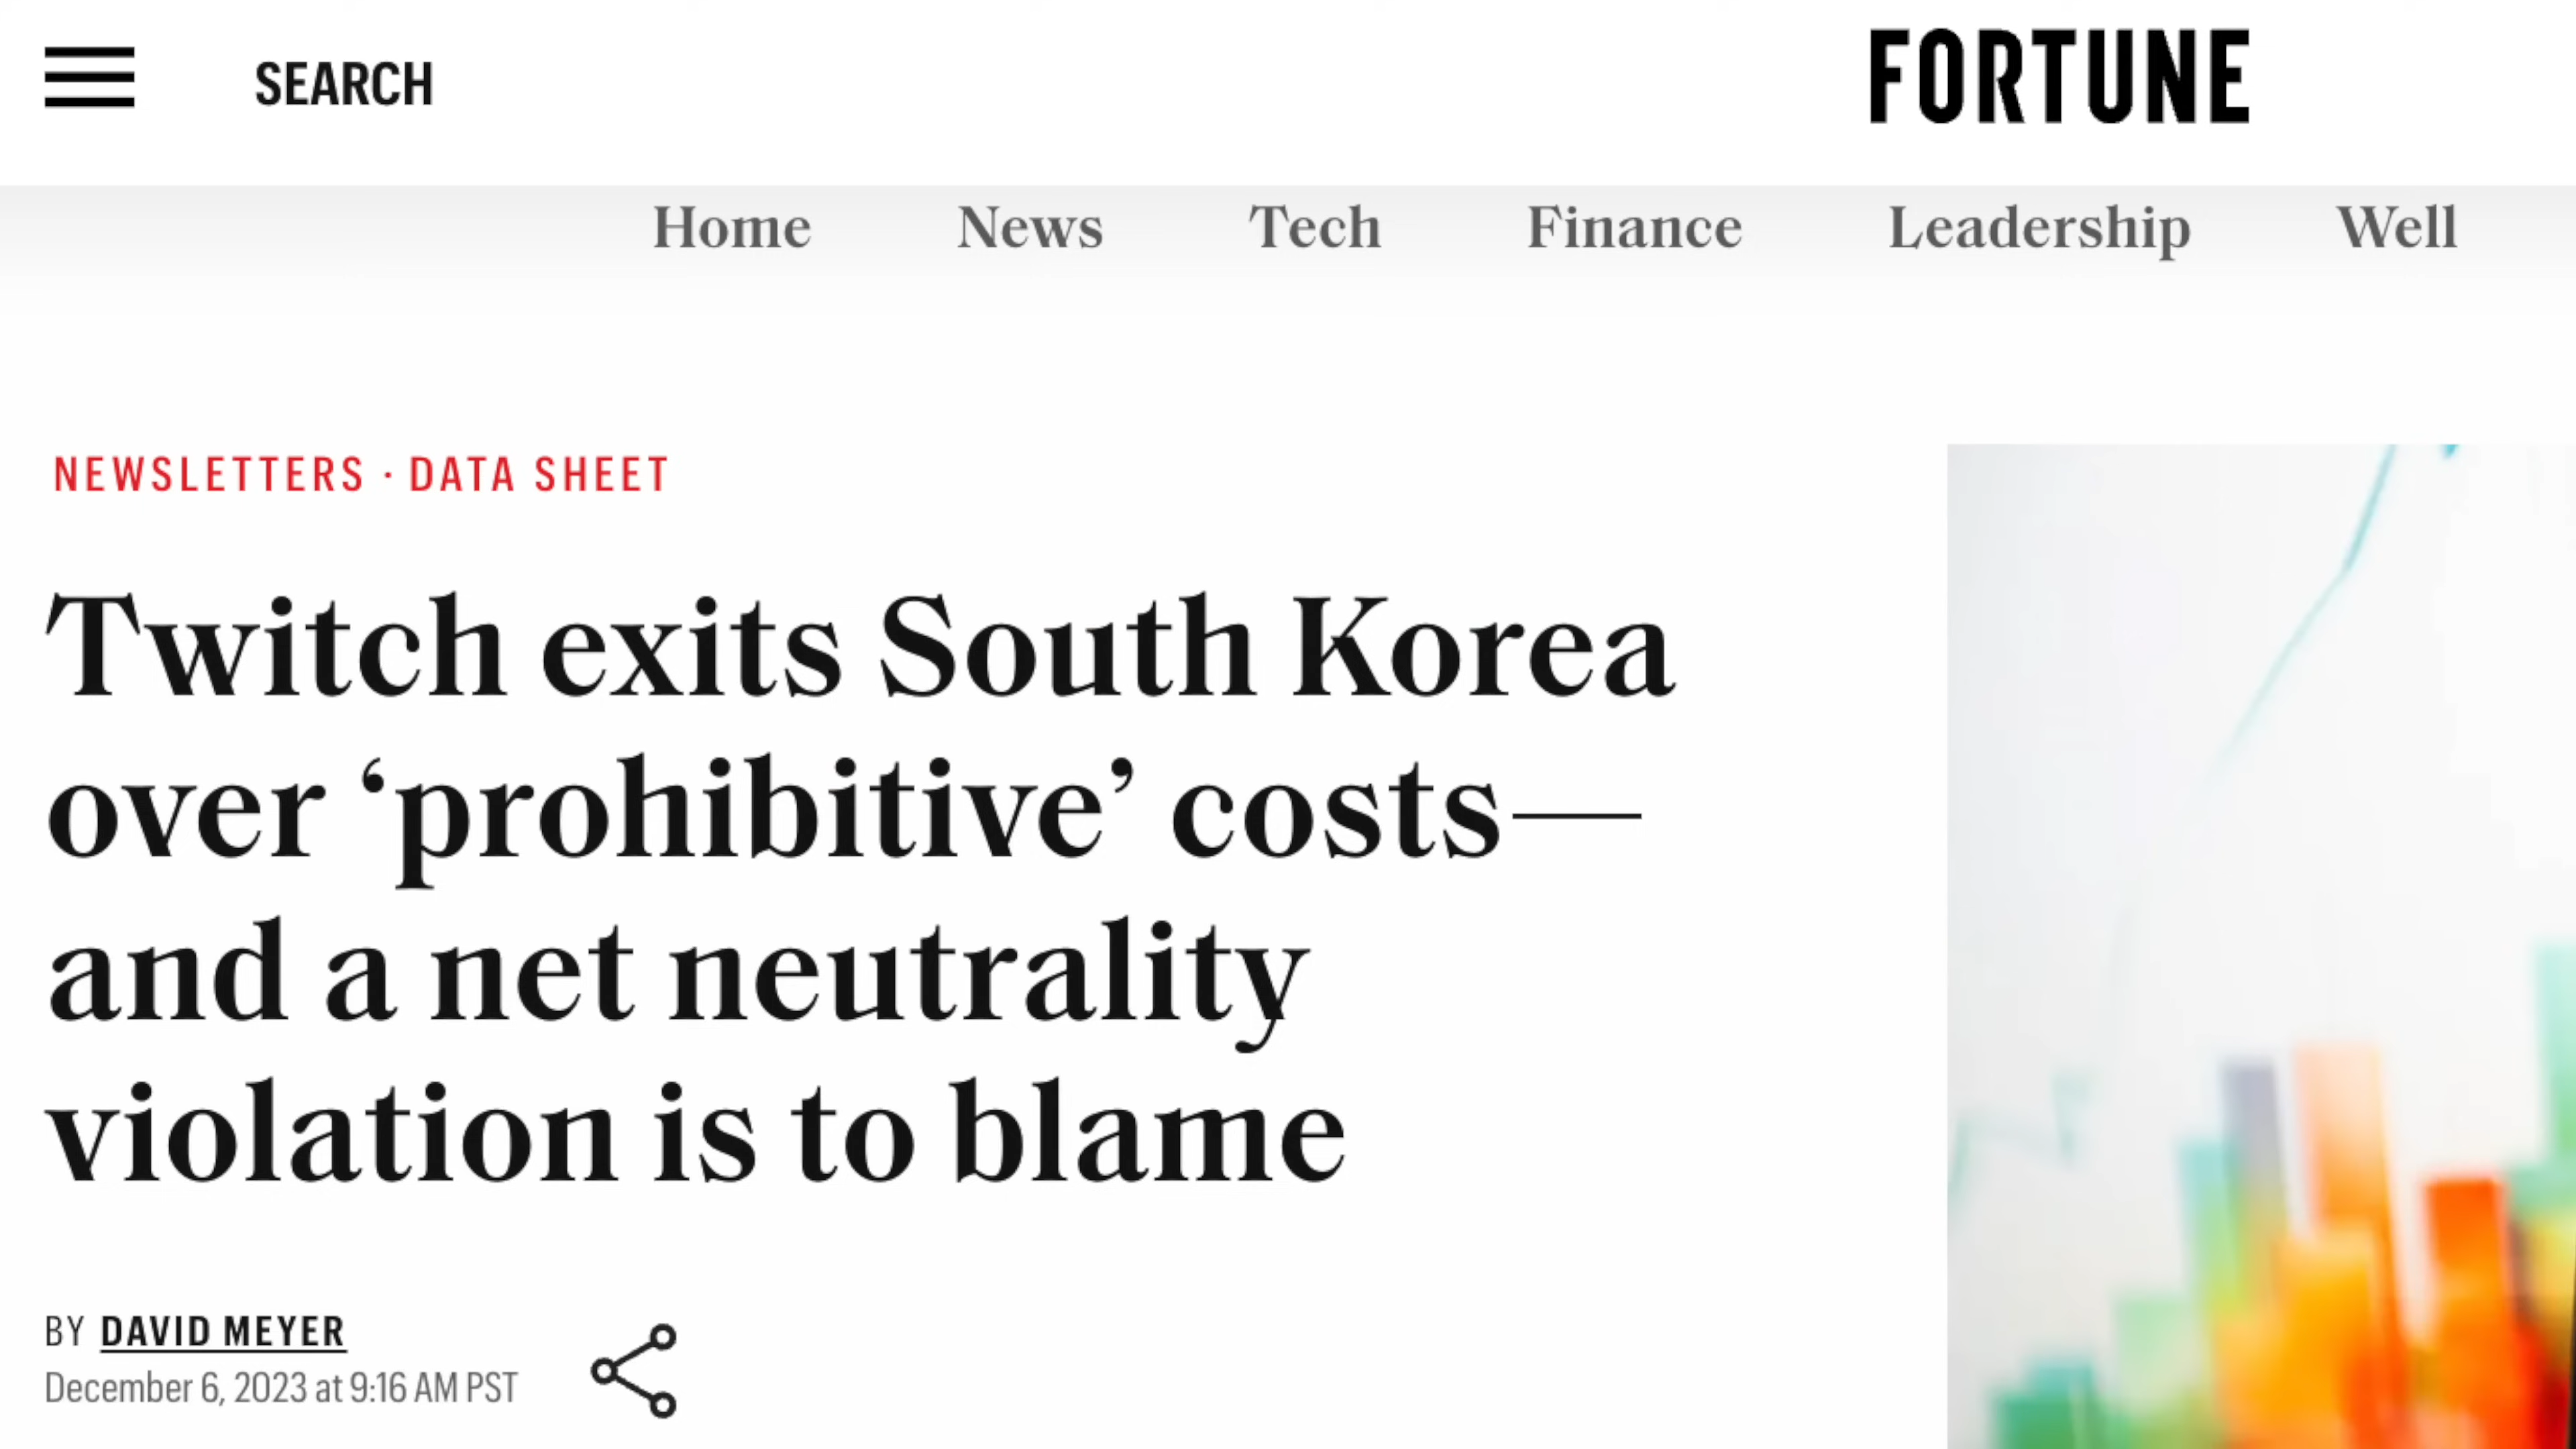 SEARCH
FORTUNE
Home News Tech Finance Leadership Well
NEWSLETTERS · DATA SHEET
Twitch exits South Korea
over ‘prohibitive’ costs—
and a net neutrality
violation is to blame
BY DAVID MEYER
December 6, 2023 at 9:16 AM PST